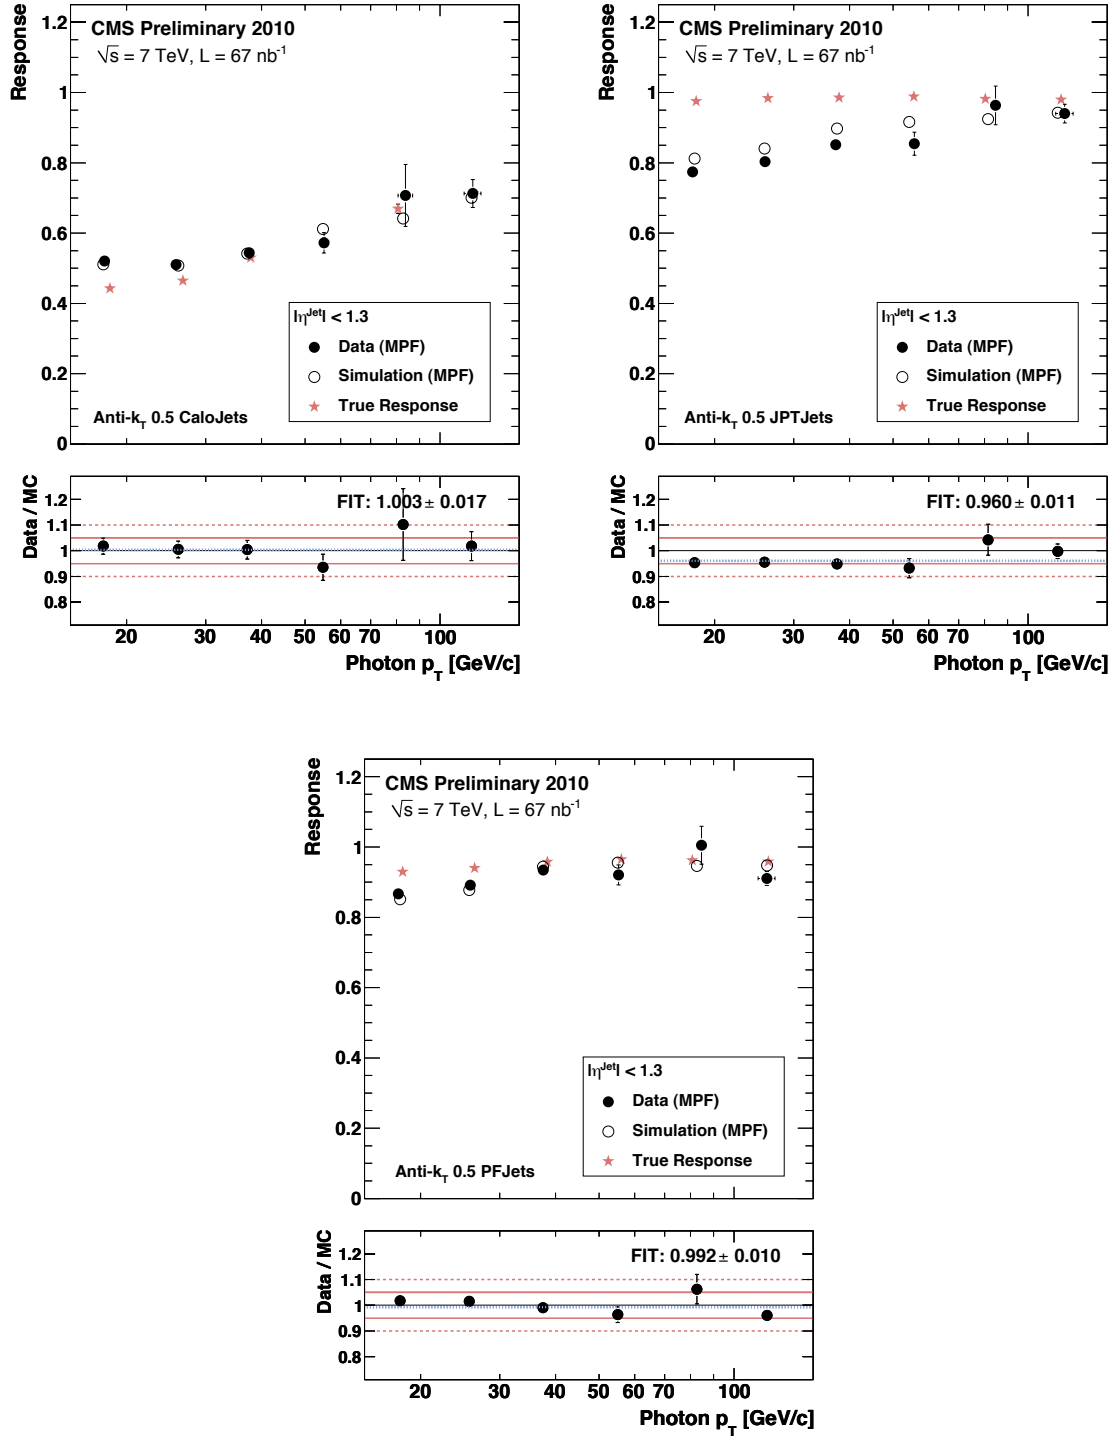 CMS Preliminary 2010
√s = 7 TeV, L = 67 nb⁻¹
Response
1.2
1
0.8
0.6
0.4
0.2
0
|η^Jet| < 1.3
Data (MPF)
Simulation (MPF)
True Response
Anti-k_T 0.5 CaloJets
Data / MC
1.2
1.1
1
0.9
0.8
FIT: 1.003 ± 0.017
20 30 40 50 60 70 100
Photon p_T [GeV/c]
CMS Preliminary 2010
√s = 7 TeV, L = 67 nb⁻¹
Response
1.2
1
0.8
0.6
0.4
0.2
0
|η^Jet| < 1.3
Data (MPF)
Simulation (MPF)
True Response
Anti-k_T 0.5 JPTJets
Data / MC
1.2
1.1
1
0.9
0.8
FIT: 0.960 ± 0.011
20 30 40 50 60 70 100
Photon p_T [GeV/c]
CMS Preliminary 2010
√s = 7 TeV, L = 67 nb⁻¹
Response
1.2
1
0.8
0.6
0.4
0.2
0
|η^Jet| < 1.3
Data (MPF)
Simulation (MPF)
True Response
Anti-k_T 0.5 PFJets
Data / MC
1.2
1.1
1
0.9
0.8
FIT: 0.992 ± 0.010
20 30 40 50 60 70 100
Photon p_T [GeV/c]